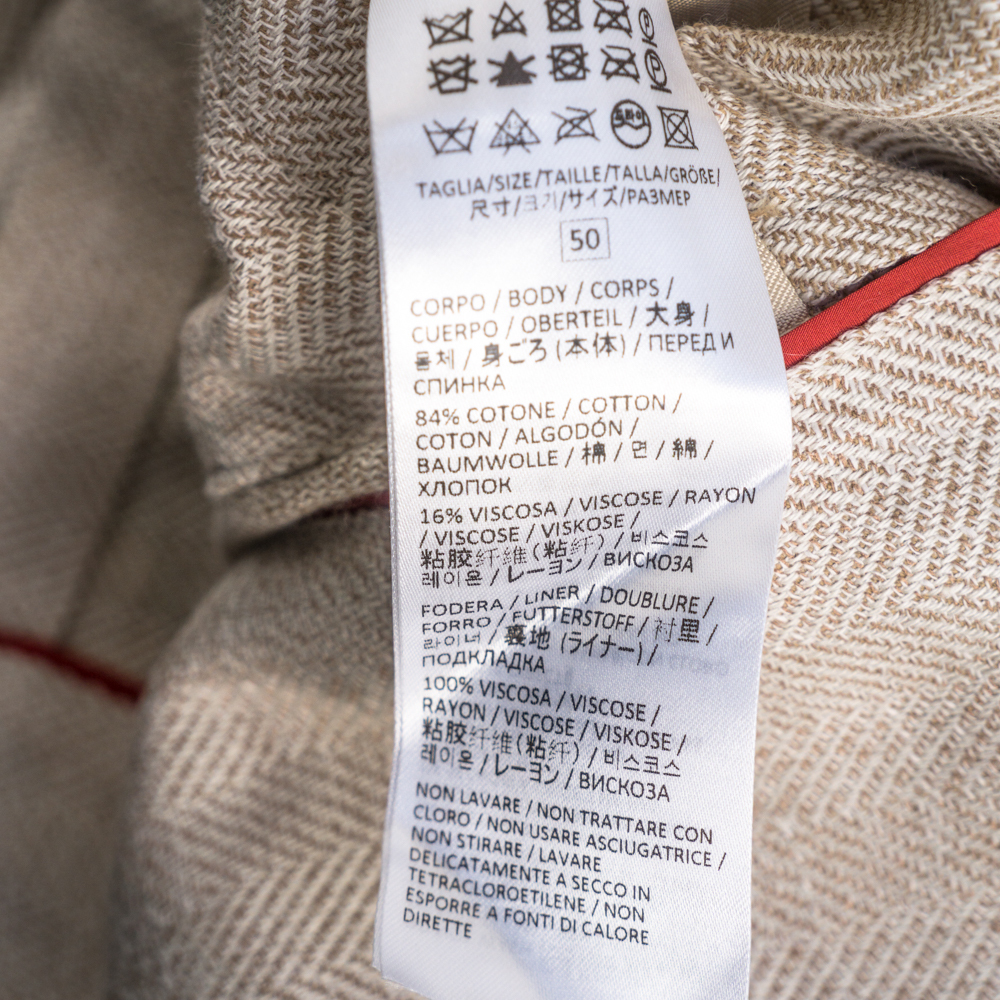 P
P
TAGLIA/SIZE/TAILLE/TALLA/GRÖßE/
尺寸/크기/サイズ/РАЗМЕР
50
CORPO / BODY / CORPS /
CUERPO / OBERTEIL / 大身 /
몸체 / 身ごろ (本体) / ПЕРЕД И
СПИНКА
84% COTONE / COTTON /
COTON / ALGODÓN /
BAUMWOLLE / 棉 / 면 / 綿 /
ХЛОПОК
16% VISCOSA / VISCOSE / RAYON
/ VISCOSE / VISKOSE /
粘胶纤维(粘纤) / 비스코스
레이온 / レーヨン / ВИСКОЗА
FODERA / LINER / DOUBLURE /
FORRO / FUTTERSTOFF / 衬里 /
라이너 / 裏地 (ライナー) /
ПОДКЛАДКА
100% VISCOSA / VISCOSE /
RAYON / VISCOSE / VISKOSE /
粘胶纤维(粘纤) / 비스코스
레이온 / レーヨン / ВИСКОЗА
NON LAVARE / NON TRATTARE CON
CLORO / NON USARE ASCIUGATRICE /
NON STIRARE / LAVARE
DELICATAMENTE A SECCO IN
TETRACLOROETILENE / NON
ESPORRE A FONTI DI CALORE
DIRETTE